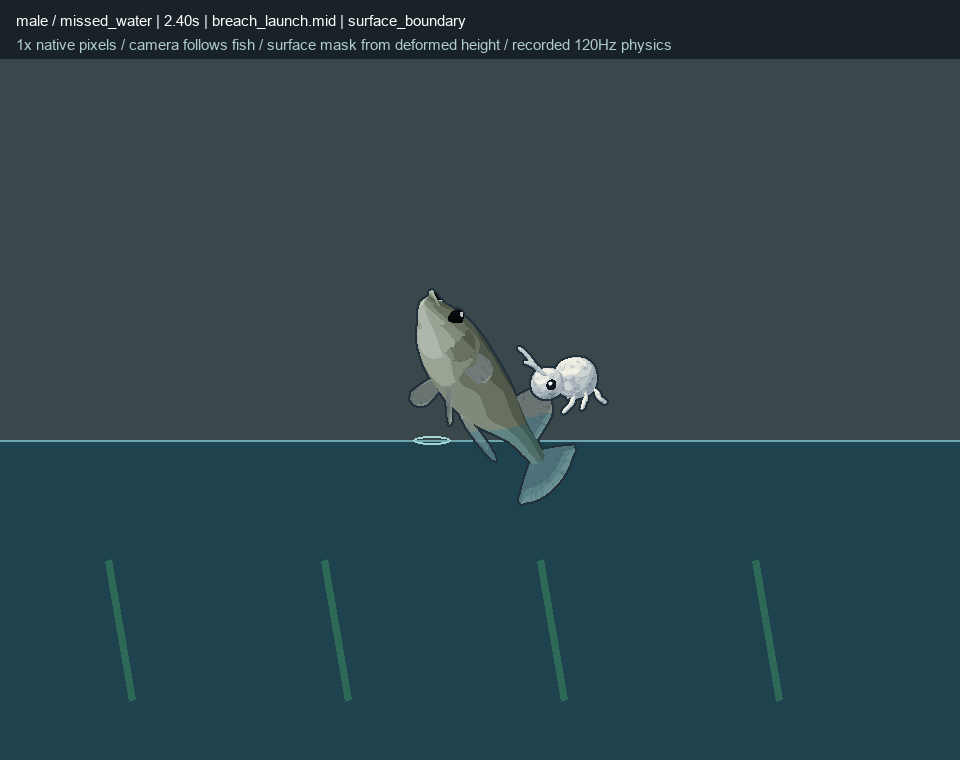 male / missed_water | 2.40s | breach_launch.mid | surface_boundary
1x native pixels / camera follows fish / surface mask from deformed height / recorded 120Hz physics